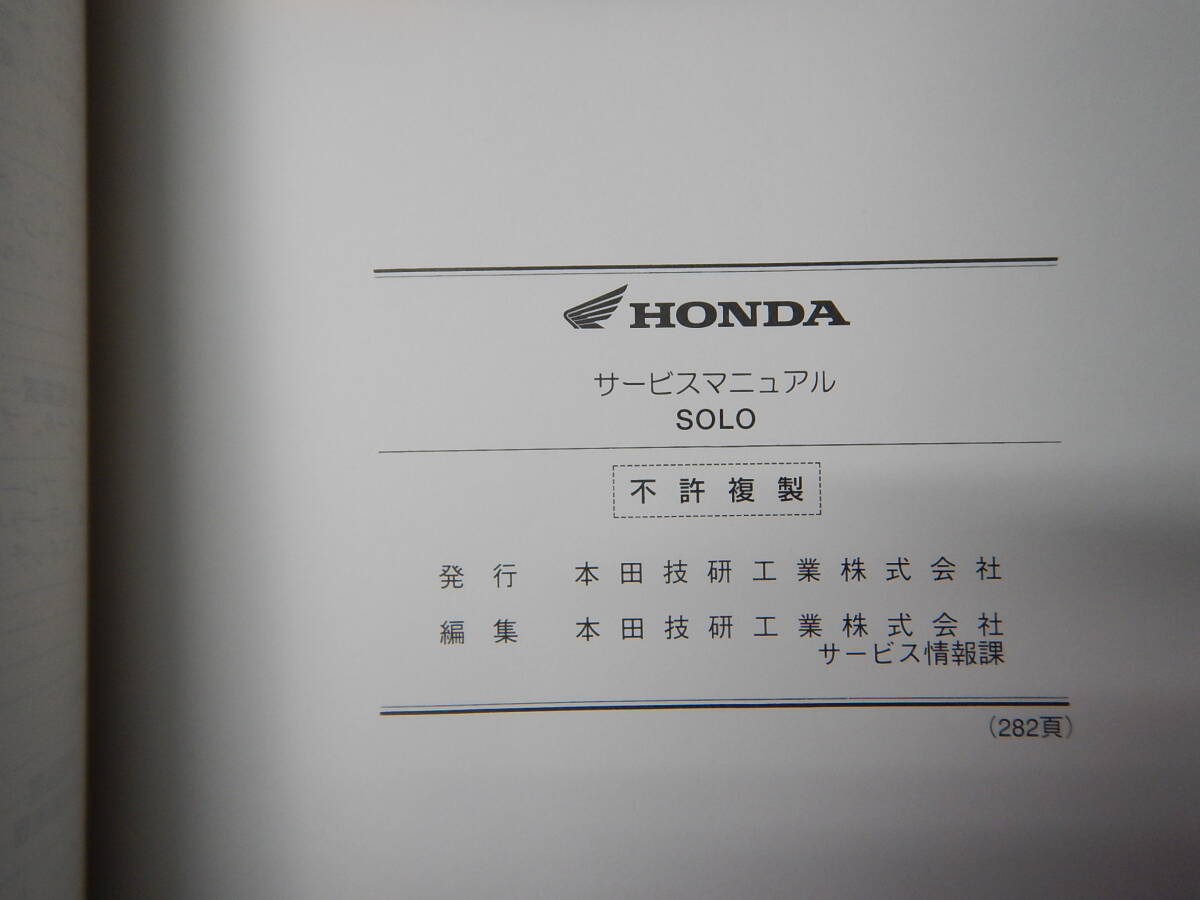 HONDA
サービスマニュアル
SOLO
不許複製
発行 本田技研工業株式会社
編集 本田技研工業株式会社
サービス情報課
(282頁)